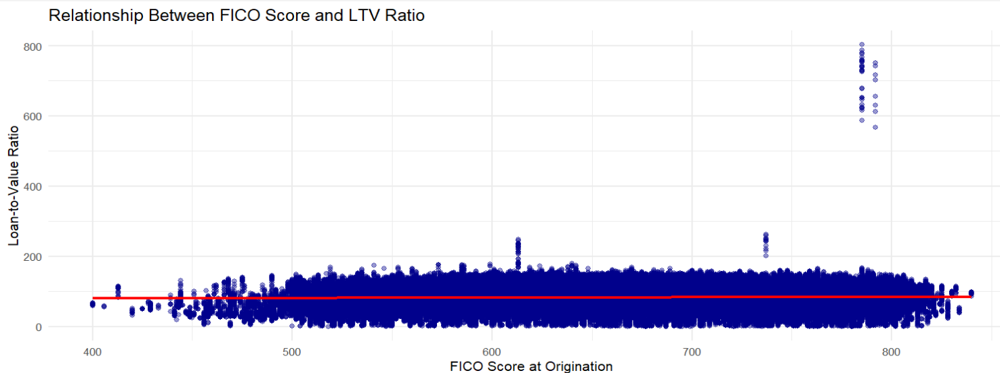 Relationship Between FICO Score and LTV Ratio
800
600
400
200
0
Loan-to-Value Ratio
400 500 600 700 800
FICO Score at Origination